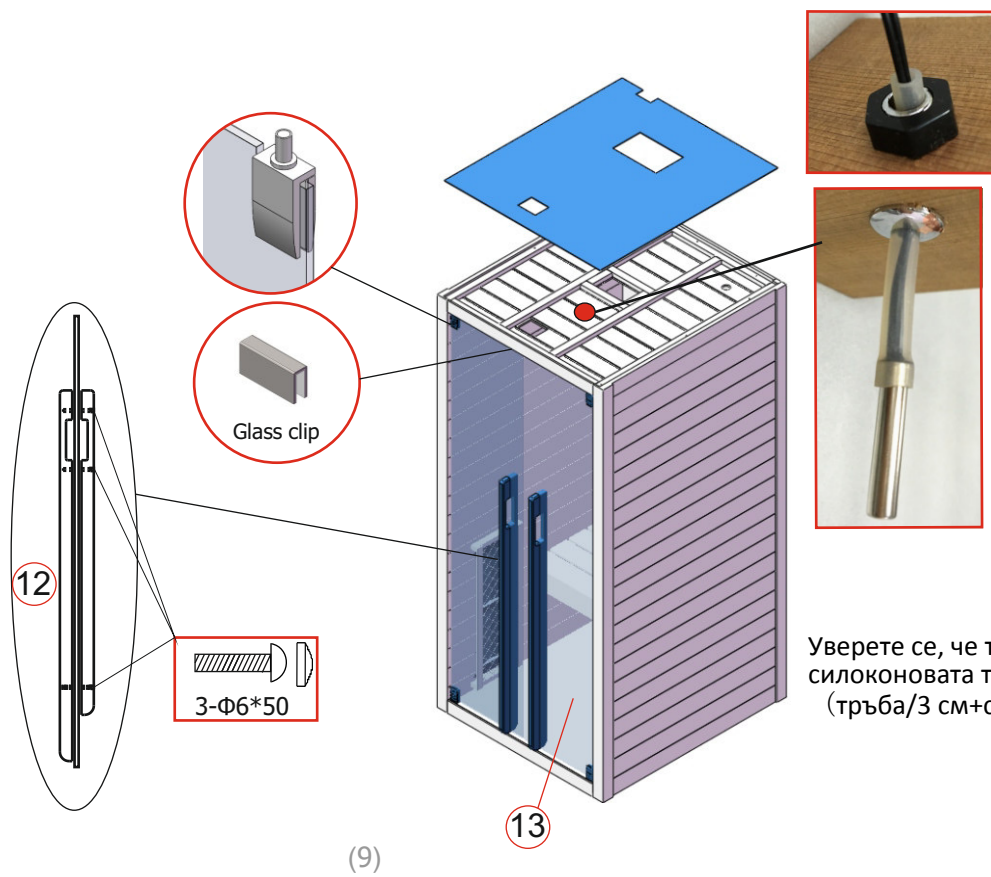 Glass clip
12
3-Φ6*50
Уверете се, че
силоконовата
(тръба/3 см+
13
(9)